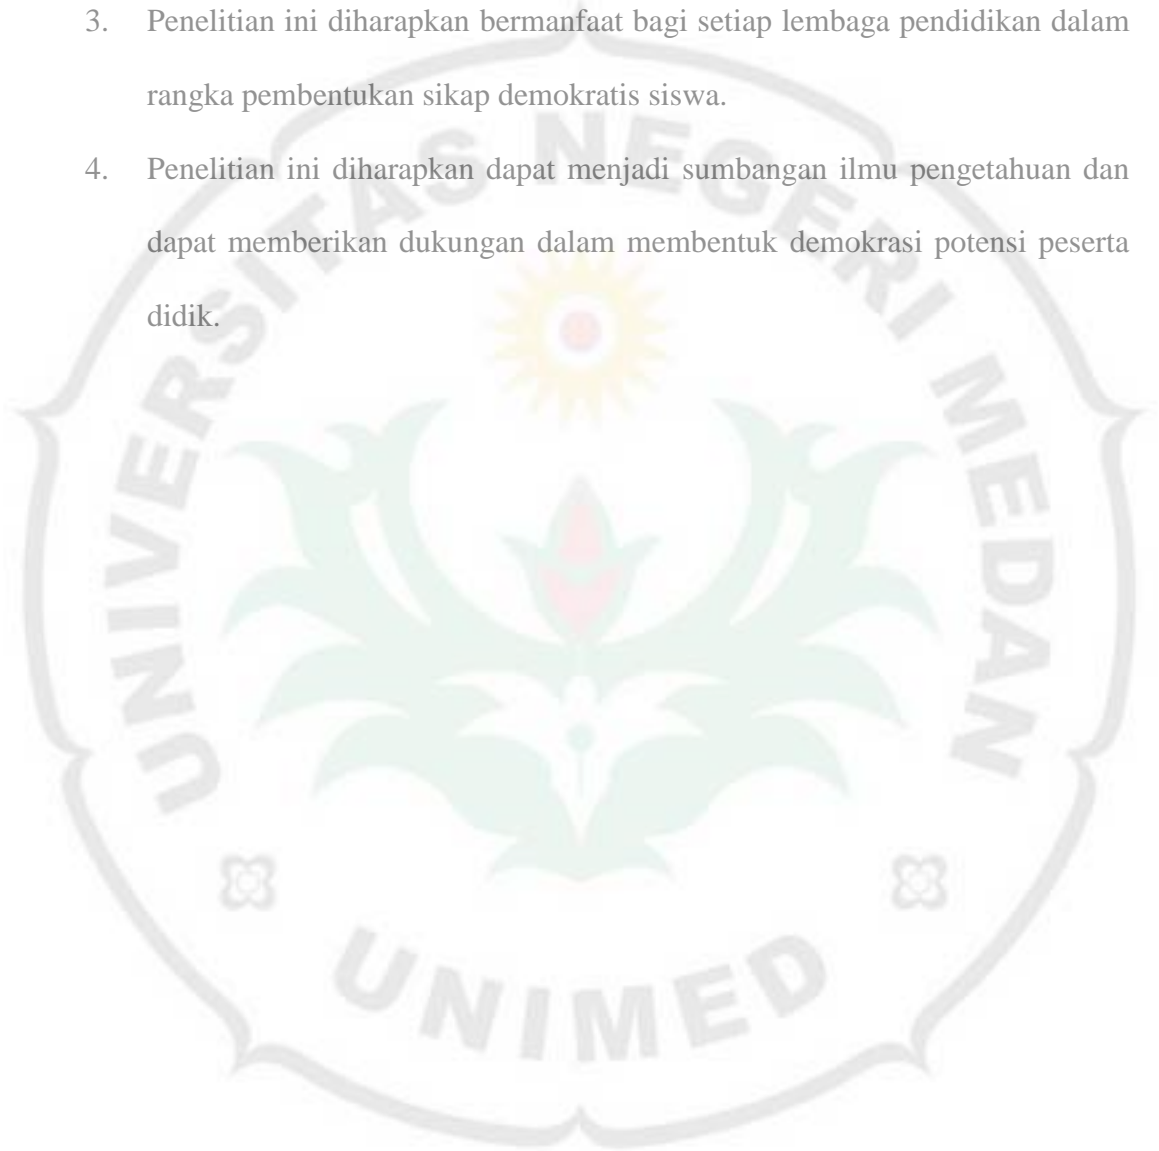 3. Penelitian ini diharapkan bermanfaat bagi setiap lembaga pendidikan dalam
rangka pembentukan sikap demokratis siswa.
4. Penelitian ini diharapkan dapat menjadi sumbangan ilmu pengetahuan dan
dapat memberikan dukungan dalam membentuk demokrasi potensi peserta
didik.
UNIVERSITAS NEGERI MEDAN
UNIMED